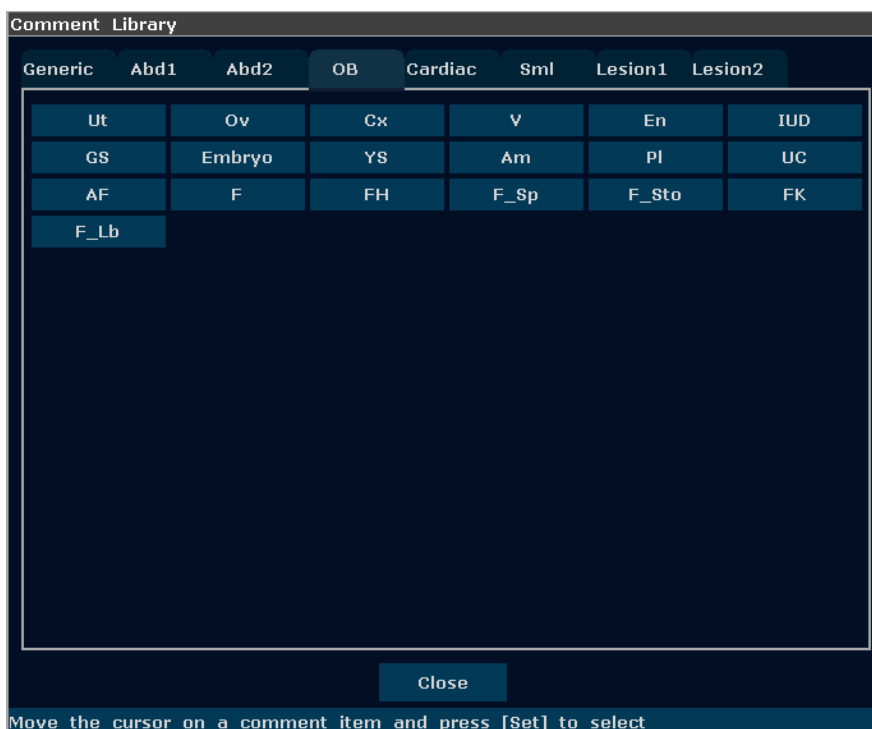 Comment Library
Generic Abd1 Abd2 OB Cardiac Sml Lesion1 Lesion2
Ut Ov Cx V En IUD
GS Embryo YS Am Pl UC
AF F FH F_Sp F_Sto FK
F_Lb
Close
Move the cursor on a comment item and press [Set] to select